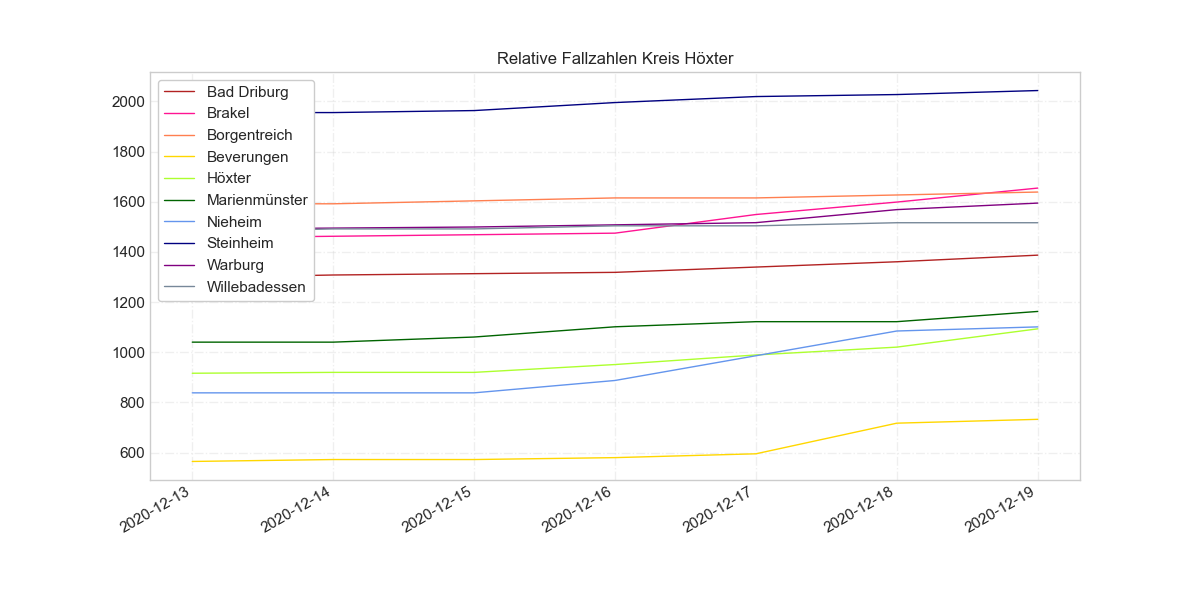 Relative Fallzahlen Kreis Höxter
Bad Driburg
Brakel
Borgentreich
Beverungen
Höxter
Marienmünster
Nieheim
Steinheim
Warburg
Willebadessen
2000
1800
1600
1400
1200
1000
800
600
2020-12-13
2020-12-14
2020-12-15
2020-12-16
2020-12-17
2020-12-18
2020-12-19